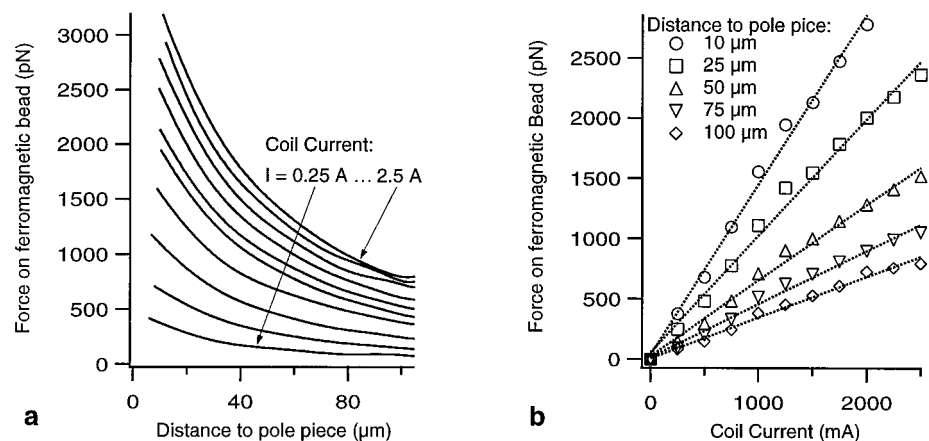 Force on ferromagnetic bead (pN)
3000
2500
2000
1500
1000
500
0
Coil Current:
I = 0.25 A ... 2.5 A
0
40
80
Distance to pole piece (µm)
a
Force on ferromagnetic Bead (pN)
2500
2000
1500
1000
500
0
Distance to pole pice:
10 µm
25 µm
50 µm
75 µm
100 µm
0
1000
2000
Coil Current (mA)
b